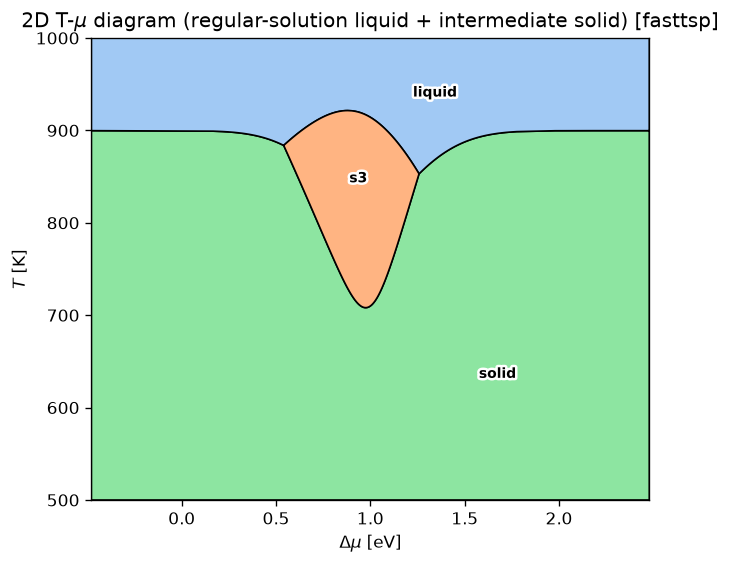 2D T-μ diagram (regular-solution liquid + intermediate solid) [fasttsp]
1000
900
800
700
600
500
T [K]
liquid
s3
solid
0.0 0.5 1.0 1.5 2.0
Δμ [eV]